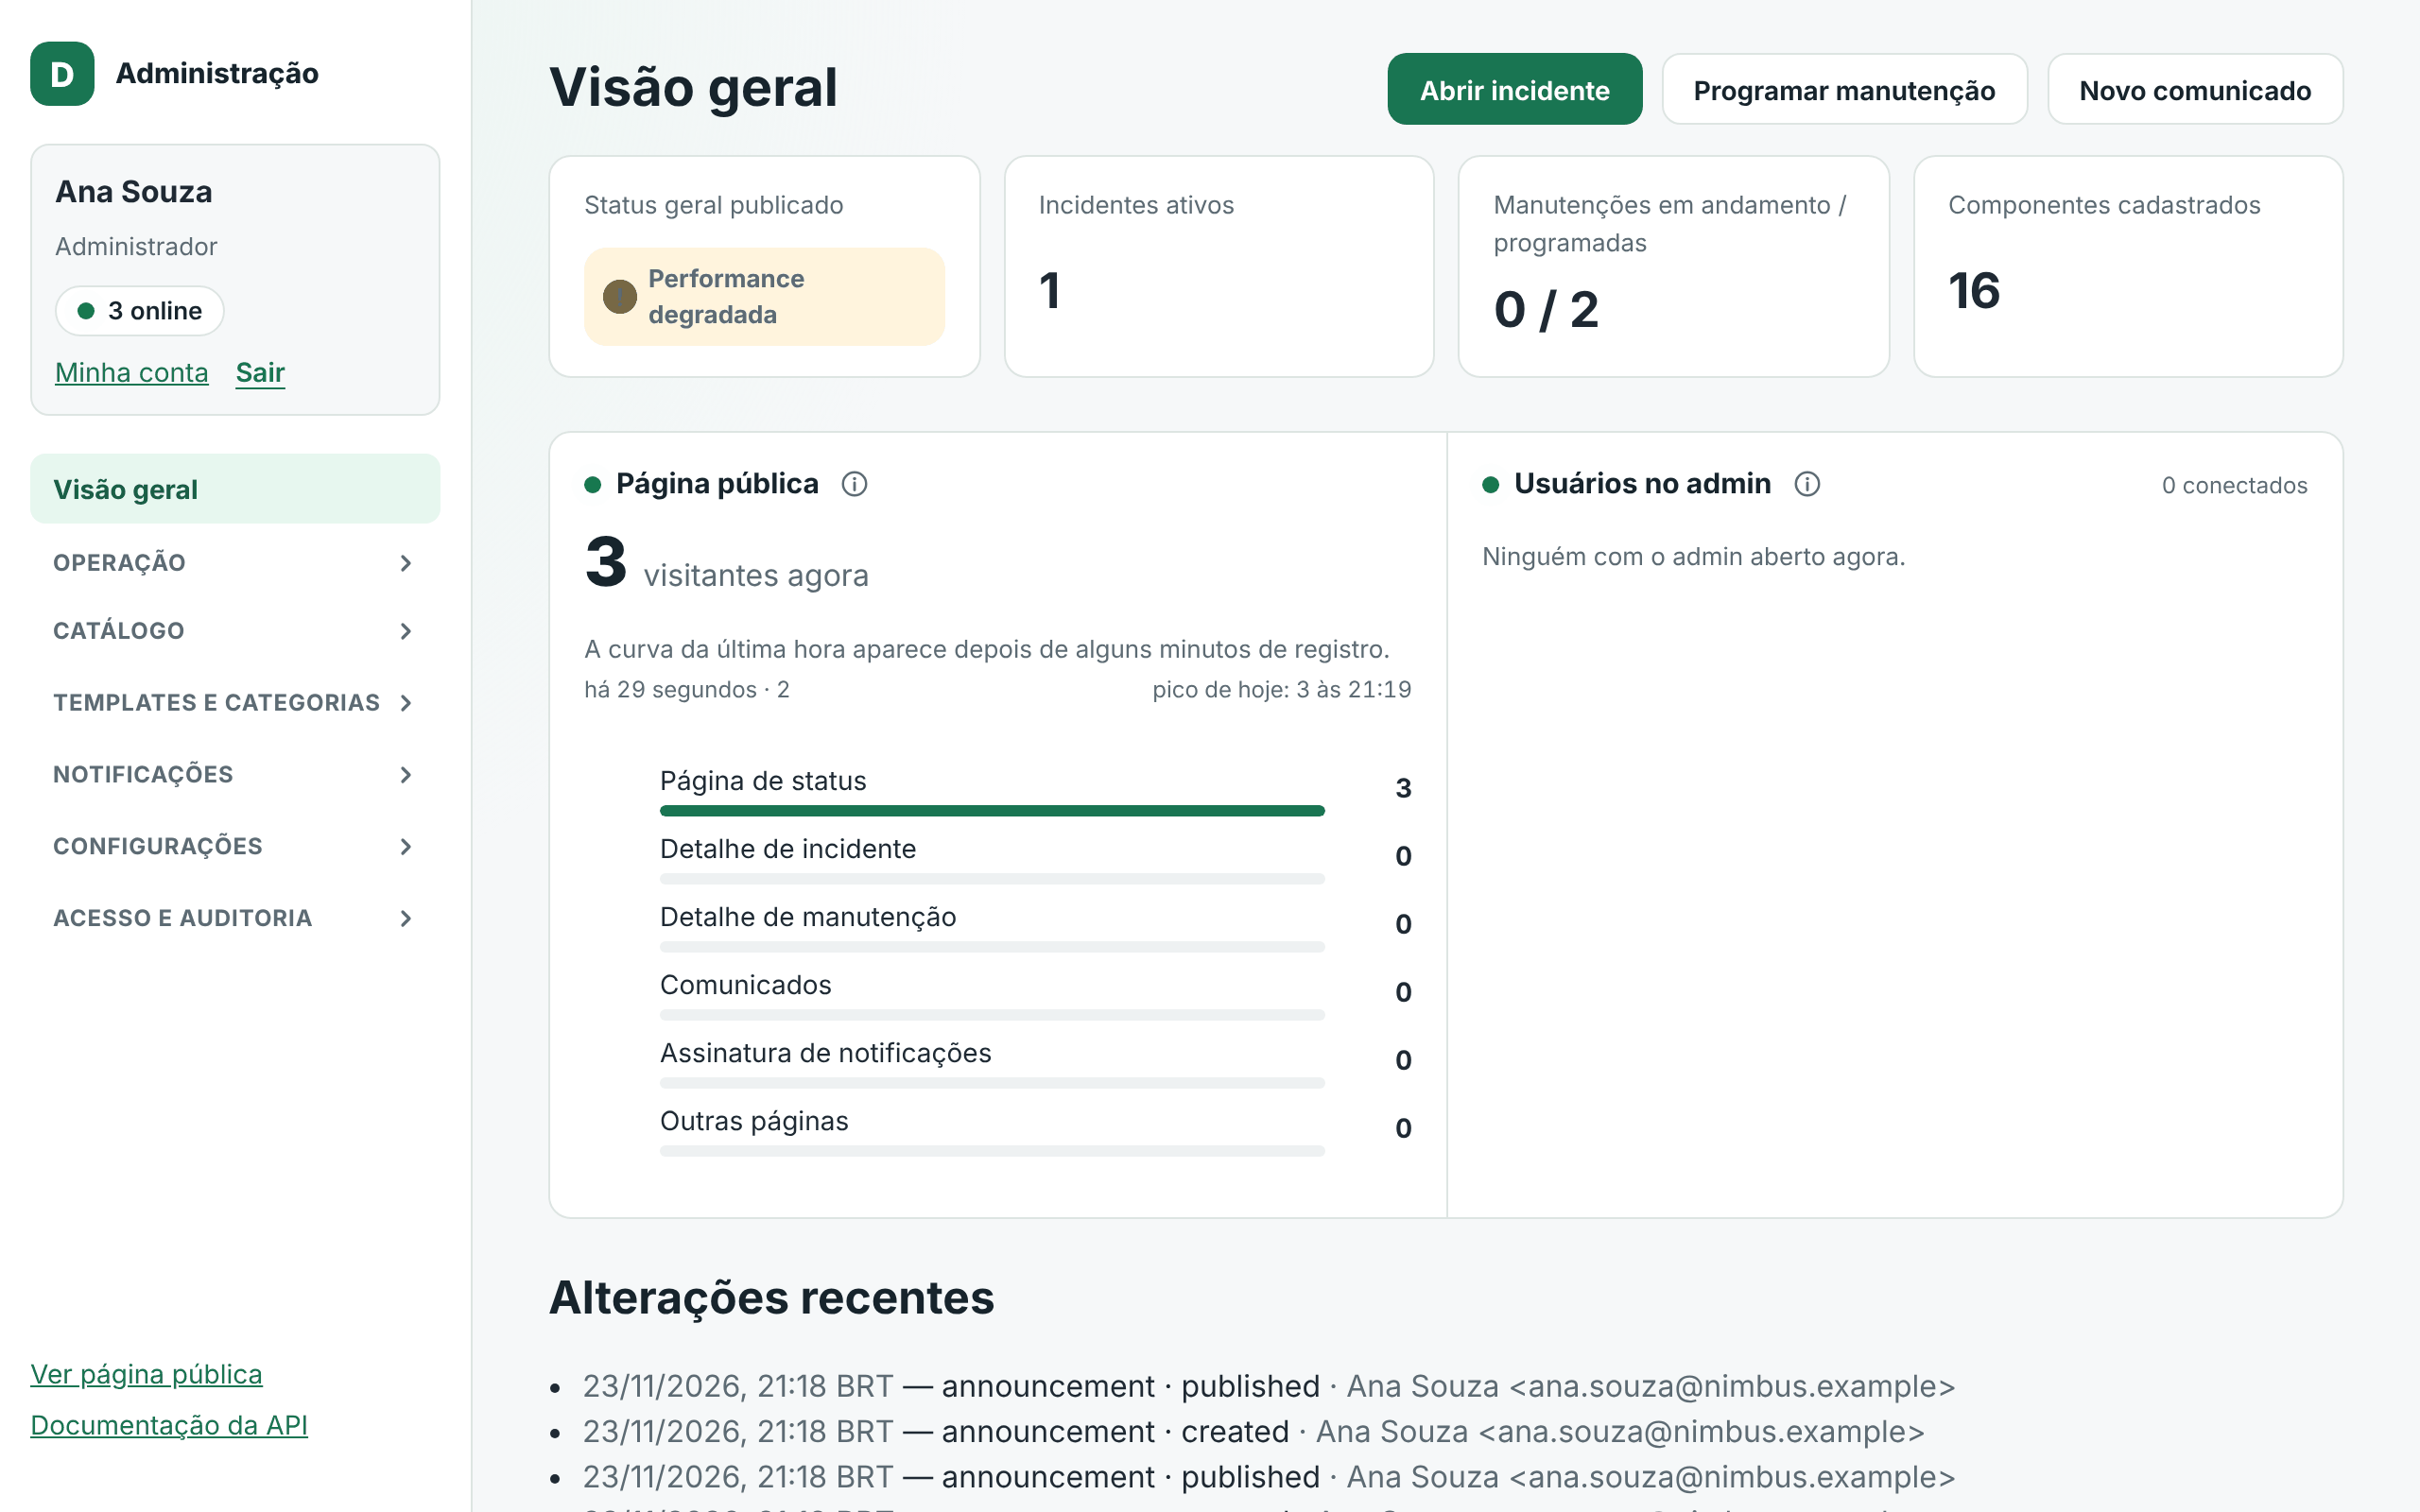 D
Administração
Ana Souza
Administrador
3 online
Minha conta Sair
Visão geral
OPERAÇÃO
CATÁLOGO
TEMPLATES E CATEGORIAS
NOTIFICAÇÕES
CONFIGURAÇÕES
ACESSO E AUDITORIA
Ver página pública
Documentação da API
Visão geral
Abrir incidente
Programar manutenção
Novo comunicado
Status geral publicado
Performance
degradada
Incidentes ativos
1
Manutenções em andamento /
programadas
0 / 2
Componentes cadastrados
16
Página pública
3 visitantes agora
A curva da última hora aparece depois de alguns minutos de registro.
há 29 segundos · 2
pico de hoje: 3 às 21:19
Página de status 3
Detalhe de incidente 0
Detalhe de manutenção 0
Comunicados 0
Assinatura de notificações 0
Outras páginas 0
Usuários no admin
0 conectados
Ninguém com o admin aberto agora.
Alterações recentes
• 23/11/2026, 21:18 BRT — announcement · published · Ana Souza <ana.souza@nimbus.example>
• 23/11/2026, 21:18 BRT — announcement · created · Ana Souza <ana.souza@nimbus.example>
• 23/11/2026, 21:18 BRT — announcement · published · Ana Souza <ana.souza@nimbus.example>